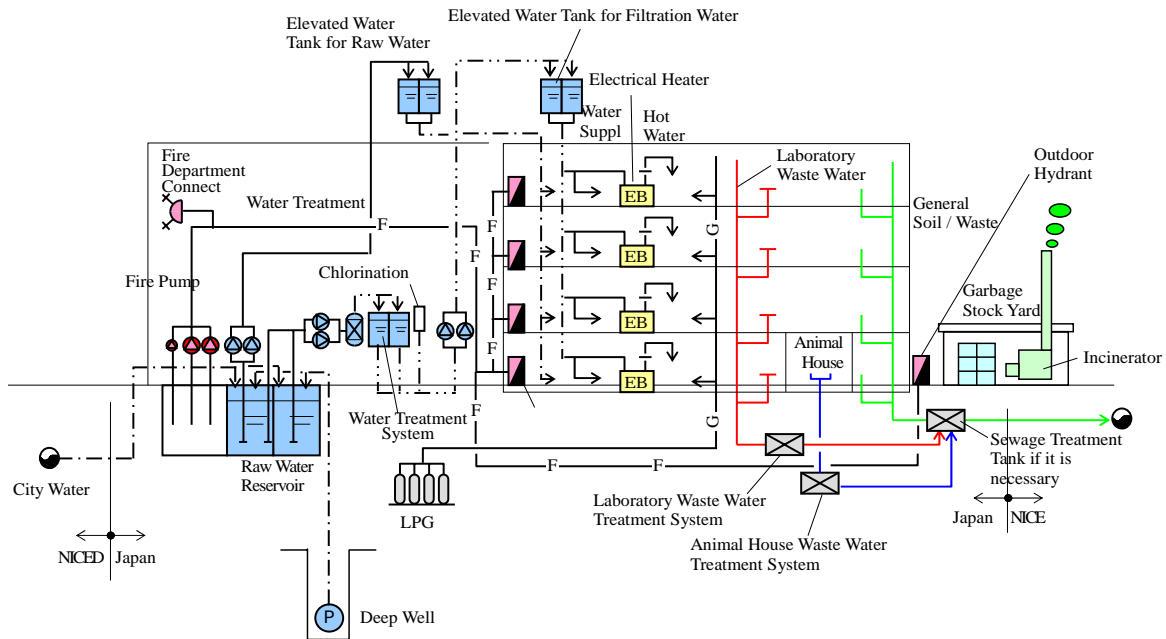 Elevated Water Tank for Filtration Water
Elevated Water
Tank for Raw Water
Electrical Heater
Water
Suppl
Hot
Water
Fire
Department
Connect
Water Treatment
F
Laboratory
Waste Water
Outdoor
Hydrant
General
Soil / Waste
EB
EB
EB
EB
F
F
F
G
G
Fire Pump
Chlorination
Garbage
Stock Yard
Animal
House
Incinerator
Water Treatment
System
F
F
F
Raw Water
Reservoir
City Water
LPG
Sewage Treatment
Tank if it is
necessary
Laboratory Waste Water
Treatment System
Animal House Waste Water
Treatment System
NICED
Japan
Japan
NICE
P
Deep Well